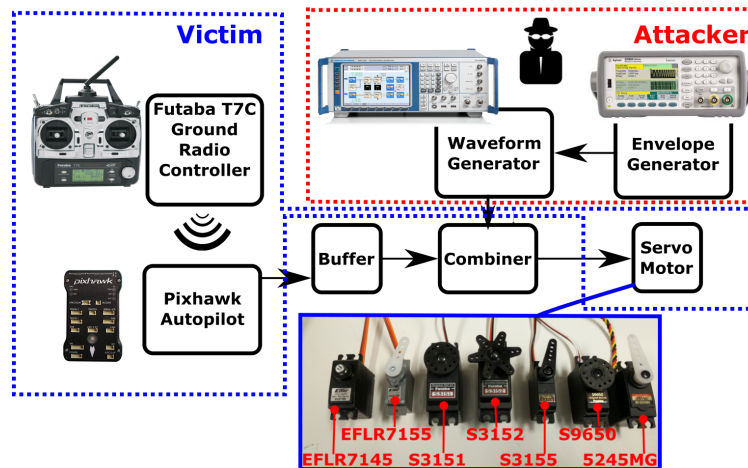 Victim
Attacker
Futaba T7C
Ground
Radio
Controller
Waveform
Generator
Envelope
Generator
Buffer
Combiner
Servo
Motor
pixhawk
Pixhawk
Autopilot
EFLR7155
S3152
S9650
EFLR7145
S3151
S3155
5245MG